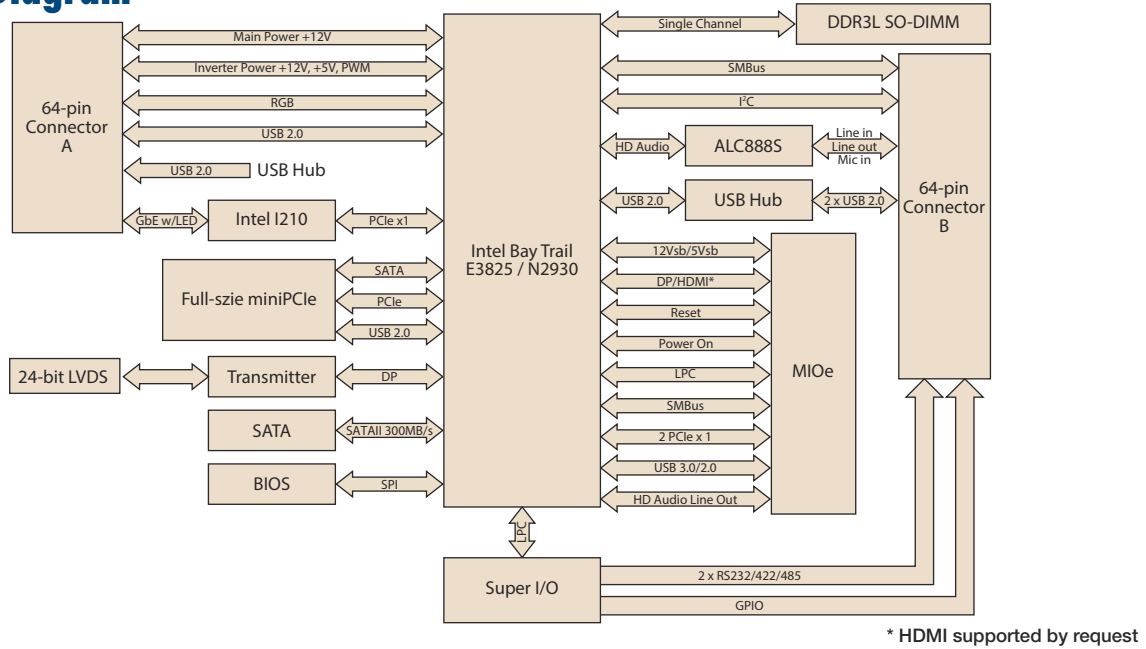 Diagram
64-pin
Connector
A
Main Power +12V
Inverter Power +12V, +5V, PWM
RGB
USB 2.0
USB 2.0
USB Hub
GbE w/LED
Intel I210
PCIe x1
Full-szie miniPCIe
SATA
PCIe
USB 2.0
24-bit LVDS
Transmitter
DP
SATA
SATAII 300MB/s
BIOS
SPI
Intel Bay Trail
E3825 / N2930
Single Channel
DDR3L SO-DIMM
SMBus
I²C
HD Audio
ALC888S
Line in
Line out
Mic in
USB 2.0
USB Hub
2 x USB 2.0
64-pin
Connector
B
12Vsb/5Vsb
DP/HDMI*
Reset
Power On
LPC
SMBus
2 PCIe x 1
USB 3.0/2.0
HD Audio Line Out
MIOe
LPC
Super I/O
2 x RS232/422/485
GPIO
* HDMI supported by request